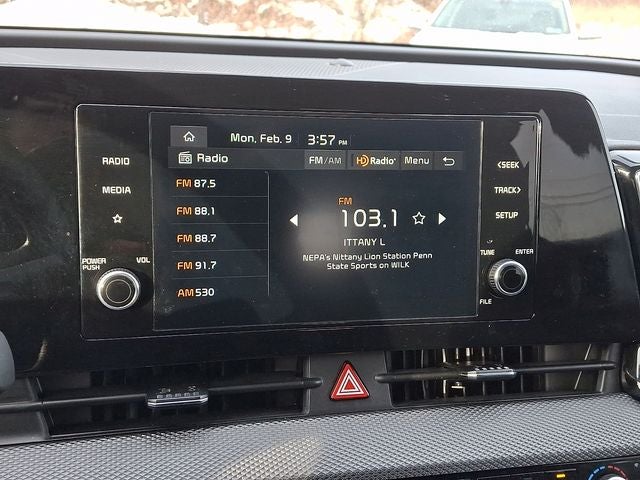 Mon, Feb. 9 3:57 PM
Radio FM/AM HD Radio Menu
RADIO
MEDIA
POWER PUSH VOL
FM 87.5
FM 88.1
FM 88.7
FM 91.7
AM 530
FM
103.1
ITTANY L
NEPA's Nittany Lion Station Penn
State Sports on WILK
<SEEK
TRACK>
SETUP
TUNE ENTER
FILE